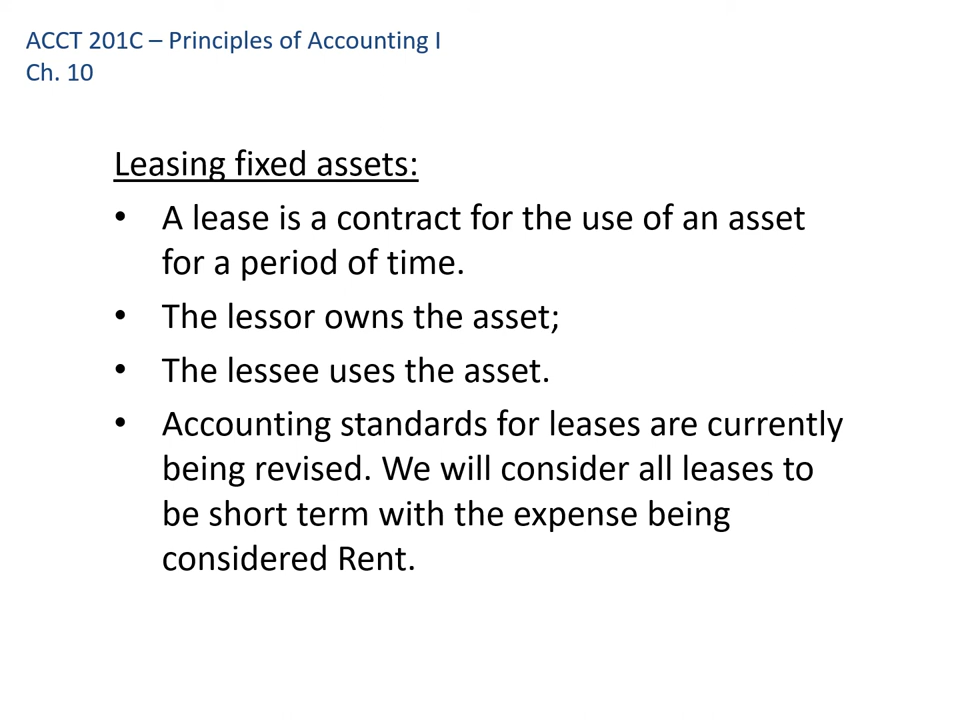 ACCT 201C – Principles of Accounting I
Ch. 10
Leasing fixed assets:
• A lease is a contract for the use of an asset
for a period of time.
• The lessor owns the asset;
• The lessee uses the asset.
• Accounting standards for leases are currently
being revised. We will consider all leases to
be short term with the expense being
considered Rent.